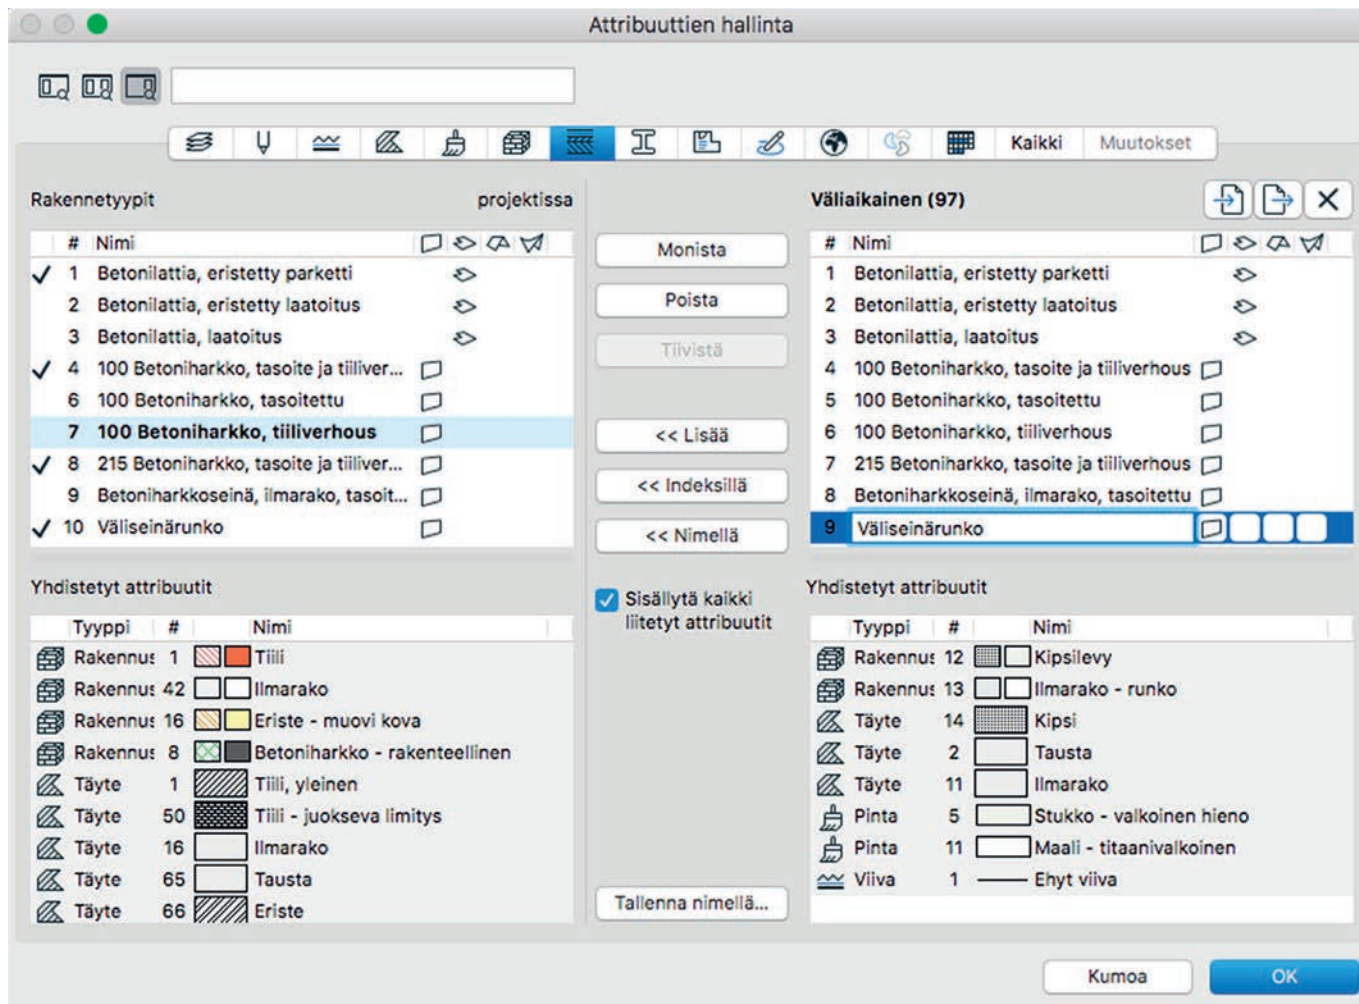 Attribuuttien hallinta
Kaikki Muutokset
Rakennetyypit projektissa
# Nimi
1 Betonilattia, eristetty parketti
2 Betonilattia, eristetty laatoitus
3 Betonilattia, laatoitus
4 100 Betoniharkko, tasoite ja tiiliver...
6 100 Betoniharkko, tasoitettu
7 100 Betoniharkko, tiiliverhous
8 215 Betoniharkko, tasoite ja tiiliver...
9 Betoniharkkoseinä, ilmarako, tasoit...
10 Väliseinärunko
Yhdistetyt attribuutit
Tyyppi # Nimi
Rakennus 1 Tiili
Rakennus 42 Ilmarako
Rakennus 16 Eriste - muovi kova
Rakennus 8 Betoniharkko - rakenteellinen
Täyte 1 Tiili, yleinen
Täyte 50 Tiili - juokseva limitys
Täyte 16 Ilmarako
Täyte 65 Tausta
Täyte 66 Eriste
Monista
Poista
Tiivistä
<< Lisää
<< Indeksillä
<< Nimellä
Sisällytä kaikki
liitetyt attribuutit
Tallenna nimellä...
Väliaikainen (97)
# Nimi
1 Betonilattia, eristetty parketti
2 Betonilattia, eristetty laatoitus
3 Betonilattia, laatoitus
4 100 Betoniharkko, tasoite ja tiiliverhous
5 100 Betoniharkko, tasoitettu
6 100 Betoniharkko, tiiliverhous
7 215 Betoniharkko, tasoite ja tiiliverhous
8 Betoniharkkoseinä, ilmarako, tasoitettu
9 Väliseinärunko
Yhdistetyt attribuutit
Tyyppi # Nimi
Rakennus 12 Kipsilevy
Rakennus 13 Ilmarako - runko
Täyte 14 Kipsi
Täyte 2 Tausta
Täyte 11 Ilmarako
Pinta 5 Stukko - valkoinen hieno
Pinta 11 Maali - titaanivalkoinen
Viiva 1 Ehyt viiva
Kumoa OK